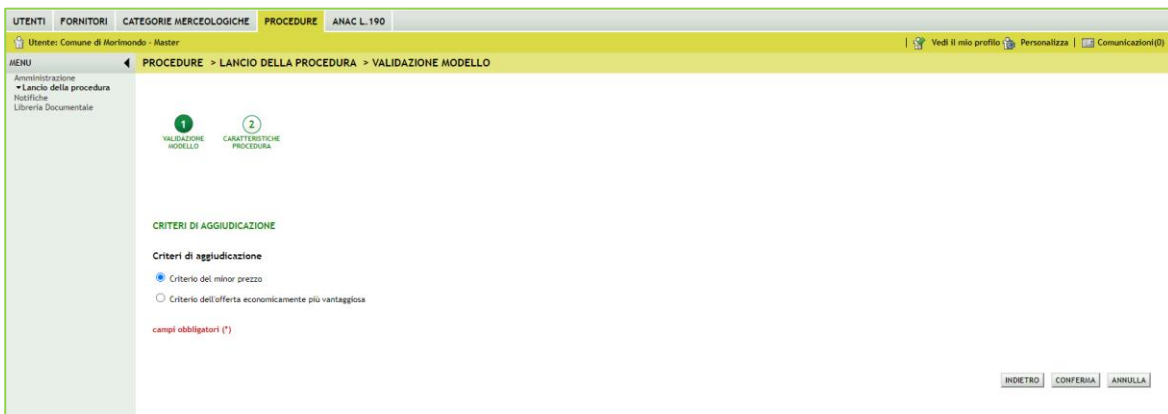 UTENTI FORNITORI CATEGORIE MERCEOLOGICHE PROCEDURE ANAC L.190
Utente: Comune di Morimondo - Master | Vedi il mio profilo Personalizza | Comunicazioni(0)
MENU PROCEDURE > LANCIO DELLA PROCEDURA > VALIDAZIONE MODELLO
Amministrazione
Lancio della procedura
Notifiche
Libreria Documentale
1 2
VALIDAZIONE MODELLO
CARATTERISTICHE PROCEDURA
CRITERI DI AGGIUDICAZIONE
Criteri di aggiudicazione
Criterio del minor prezzo
Criterio dell'offerta economicamente più vantaggiosa
campi obbligatori (*)
INDIETRO CONFERMA ANNULLA